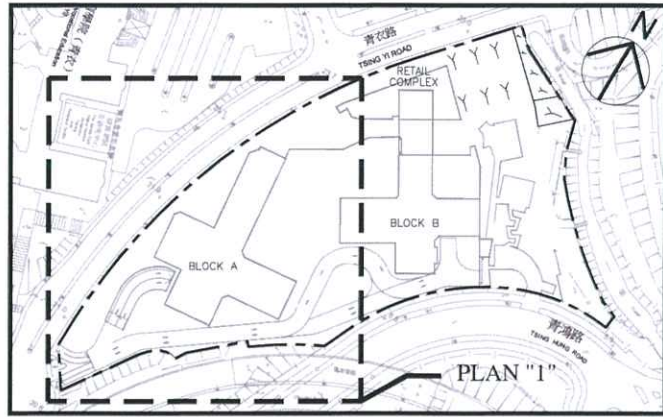 青衣路
TSING YI ROAD
N
RETAIL
COMPLEX
BLOCK B
BLOCK A
青鴻路
TSING HUNG ROAD
PLAN "1"